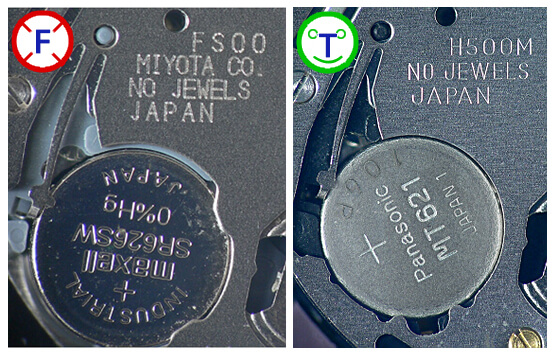 F
FS00
MIYOTA CO.
NO JEWELS
JAPAN
JAPAN.
0%Hg
SR626SW
maxell
+
INDUSTRIAL
T
H500M
NO JEWELS
JAPAN
Panasonic
MT621
JAPAN 1
+